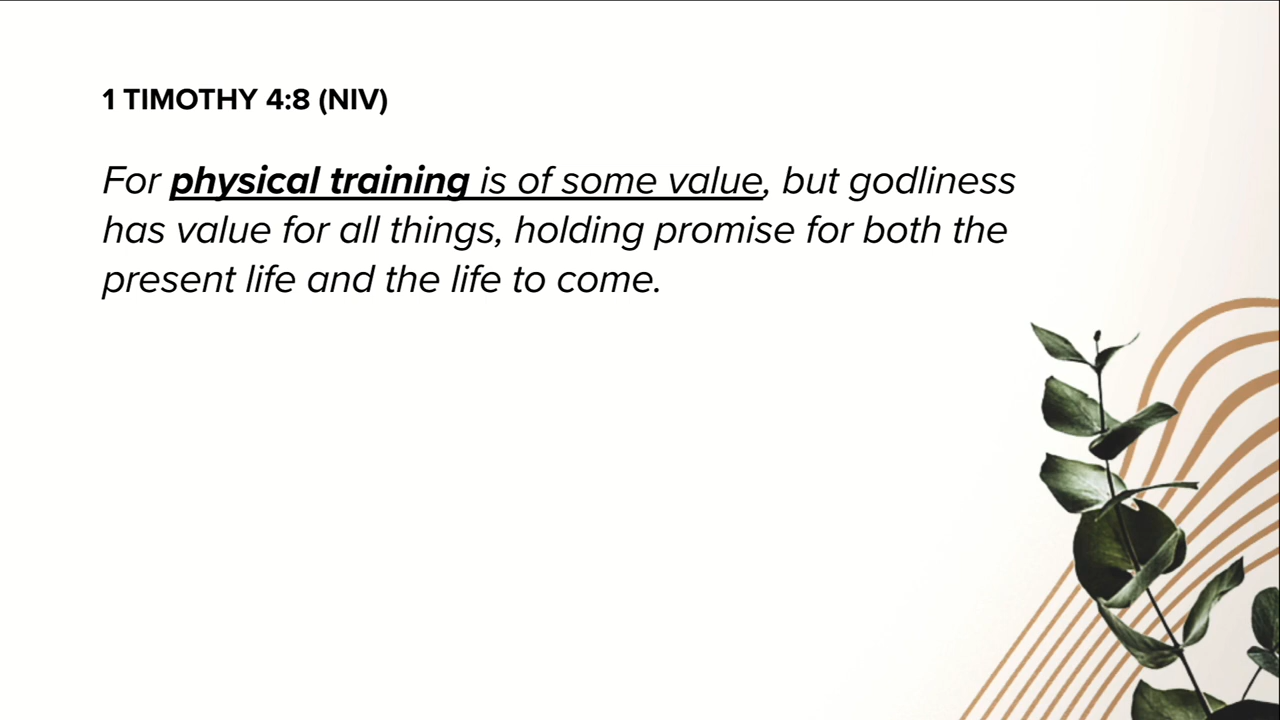 1 TIMOTHY 4:8 (NIV)
For physical training is of some value, but godliness
has value for all things, holding promise for both the
present life and the life to come.